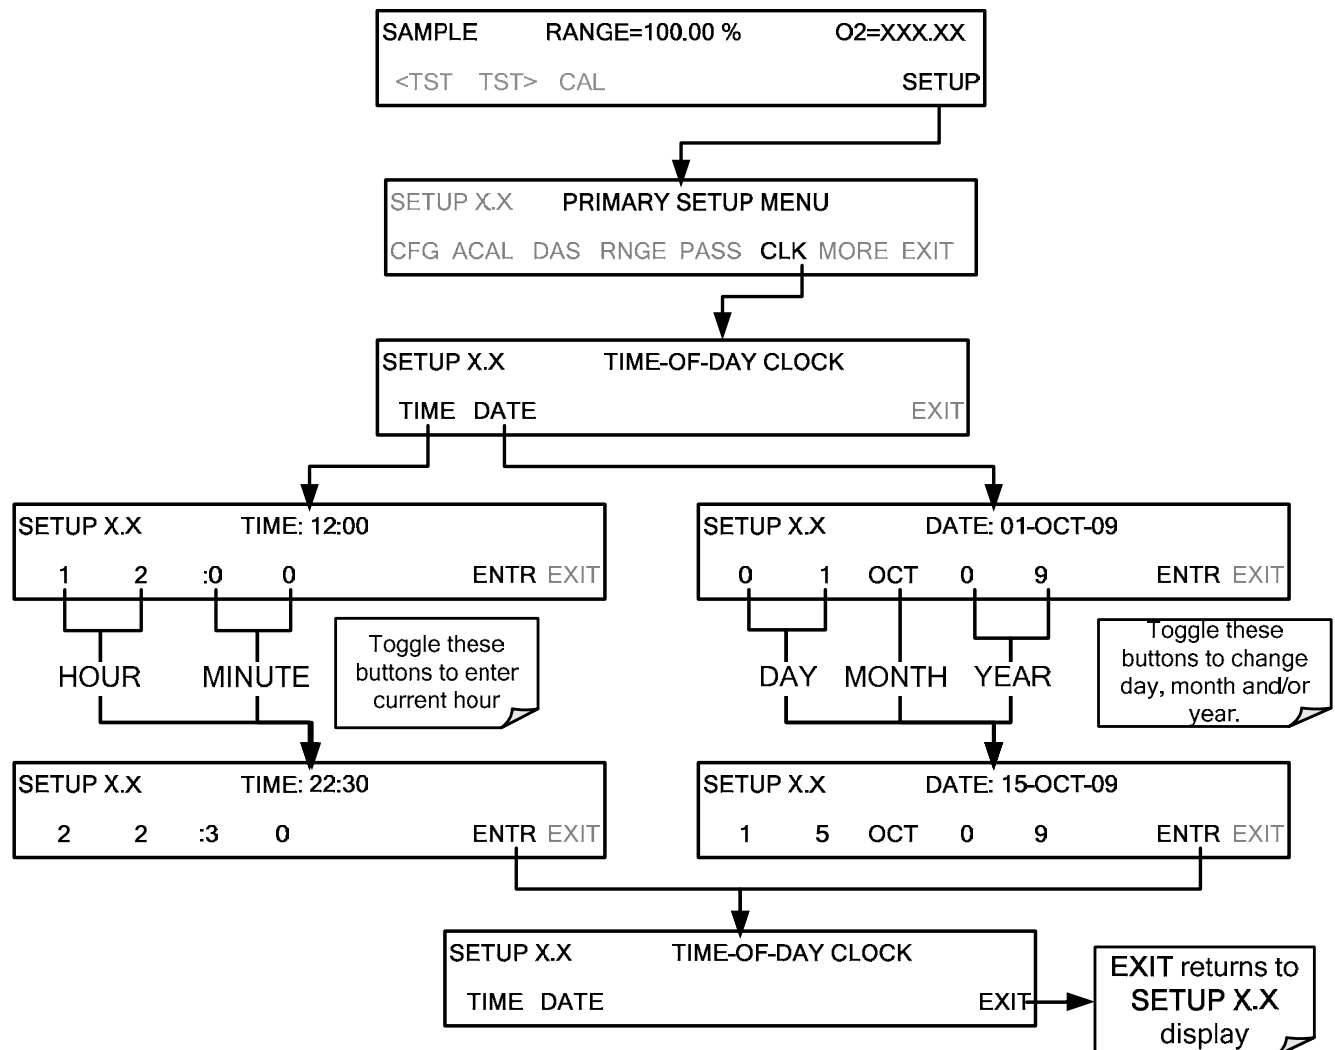 SAMPLE RANGE=100.00 % O2=XXX.XX
<TST TST> CAL SETUP
SETUP X.X PRIMARY SETUP MENU
CFG ACAL DAS RNGE PASS CLK MORE EXIT
SETUP X.X TIME-OF-DAY CLOCK
TIME DATE EXIT
SETUP X.X TIME: 12:00
1 2 :0 0 ENTR EXIT
HOUR MINUTE
Toggle these
buttons to enter
current hour
SETUP X.X DATE: 01-OCT-09
0 1 OCT 0 9 ENTR EXIT
DAY MONTH YEAR
Toggle these
buttons to change
day, month and/or
year.
SETUP X.X TIME: 22:30
2 2 :3 0 ENTR EXIT
SETUP X.X DATE: 15-OCT-09
1 5 OCT 0 9 ENTR EXIT
SETUP X.X TIME-OF-DAY CLOCK
TIME DATE EXIT
EXIT returns to
SETUP X.X
display